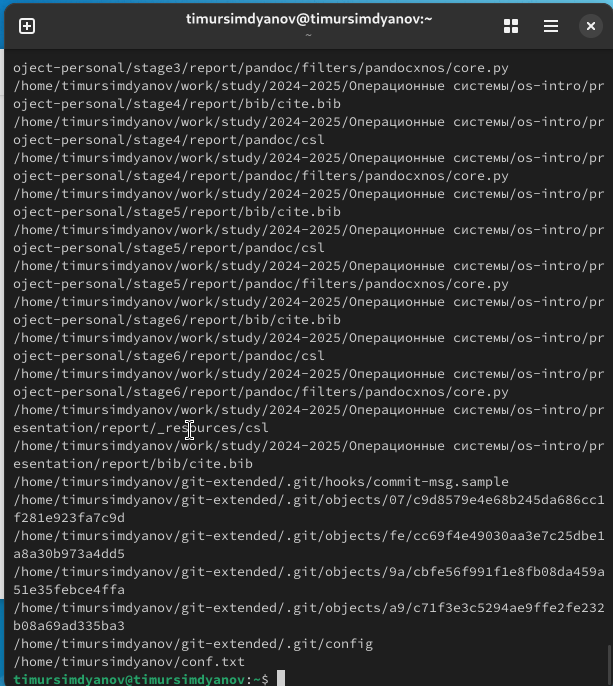 timursimdyanov@timursimdyanov:~
~
oject-personal/stage3/report/pandoc/filters/pandocxnos/core.py
/home/timursimdyanov/work/study/2024-2025/Операционные системы/os-intro/pr
oject-personal/stage4/report/bib/cite.bib
/home/timursimdyanov/work/study/2024-2025/Операционные системы/os-intro/pr
oject-personal/stage4/report/pandoc/csl
/home/timursimdyanov/work/study/2024-2025/Операционные системы/os-intro/pr
oject-personal/stage4/report/pandoc/filters/pandocxnos/core.py
/home/timursimdyanov/work/study/2024-2025/Операционные системы/os-intro/pr
oject-personal/stage5/report/bib/cite.bib
/home/timursimdyanov/work/study/2024-2025/Операционные системы/os-intro/pr
oject-personal/stage5/report/pandoc/csl
/home/timursimdyanov/work/study/2024-2025/Операционные системы/os-intro/pr
oject-personal/stage5/report/pandoc/filters/pandocxnos/core.py
/home/timursimdyanov/work/study/2024-2025/Операционные системы/os-intro/pr
oject-personal/stage6/report/bib/cite.bib
/home/timursimdyanov/work/study/2024-2025/Операционные системы/os-intro/pr
oject-personal/stage6/report/pandoc/csl
/home/timursimdyanov/work/study/2024-2025/Операционные системы/os-intro/pr
oject-personal/stage6/report/pandoc/filters/pandocxnos/core.py
/home/timursimdyanov/work/study/2024-2025/Операционные системы/os-intro/pr
esentation/report/_resources/csl
/home/timursimdyanov/work/study/2024-2025/Операционные системы/os-intro/pr
esentation/report/bib/cite.bib
/home/timursimdyanov/git-extended/.git/hooks/commit-msg.sample
/home/timursimdyanov/git-extended/.git/objects/07/c9d8579e4e68b245da686cc1
f281e923fa7c9d
/home/timursimdyanov/git-extended/.git/objects/fe/cc69f4e49030aa3e7c25dbe1
a8a30b973a4dd5
/home/timursimdyanov/git-extended/.git/objects/9a/cbfe56f991f1e8fb08da459a
51e35febce4ffa
/home/timursimdyanov/git-extended/.git/objects/a9/c71f3e3c5294ae9ffe2fe232
b08a69ad335ba3
/home/timursimdyanov/git-extended/.git/config
/home/timursimdyanov/conf.txt
timursimdyanov@timursimdyanov:~$